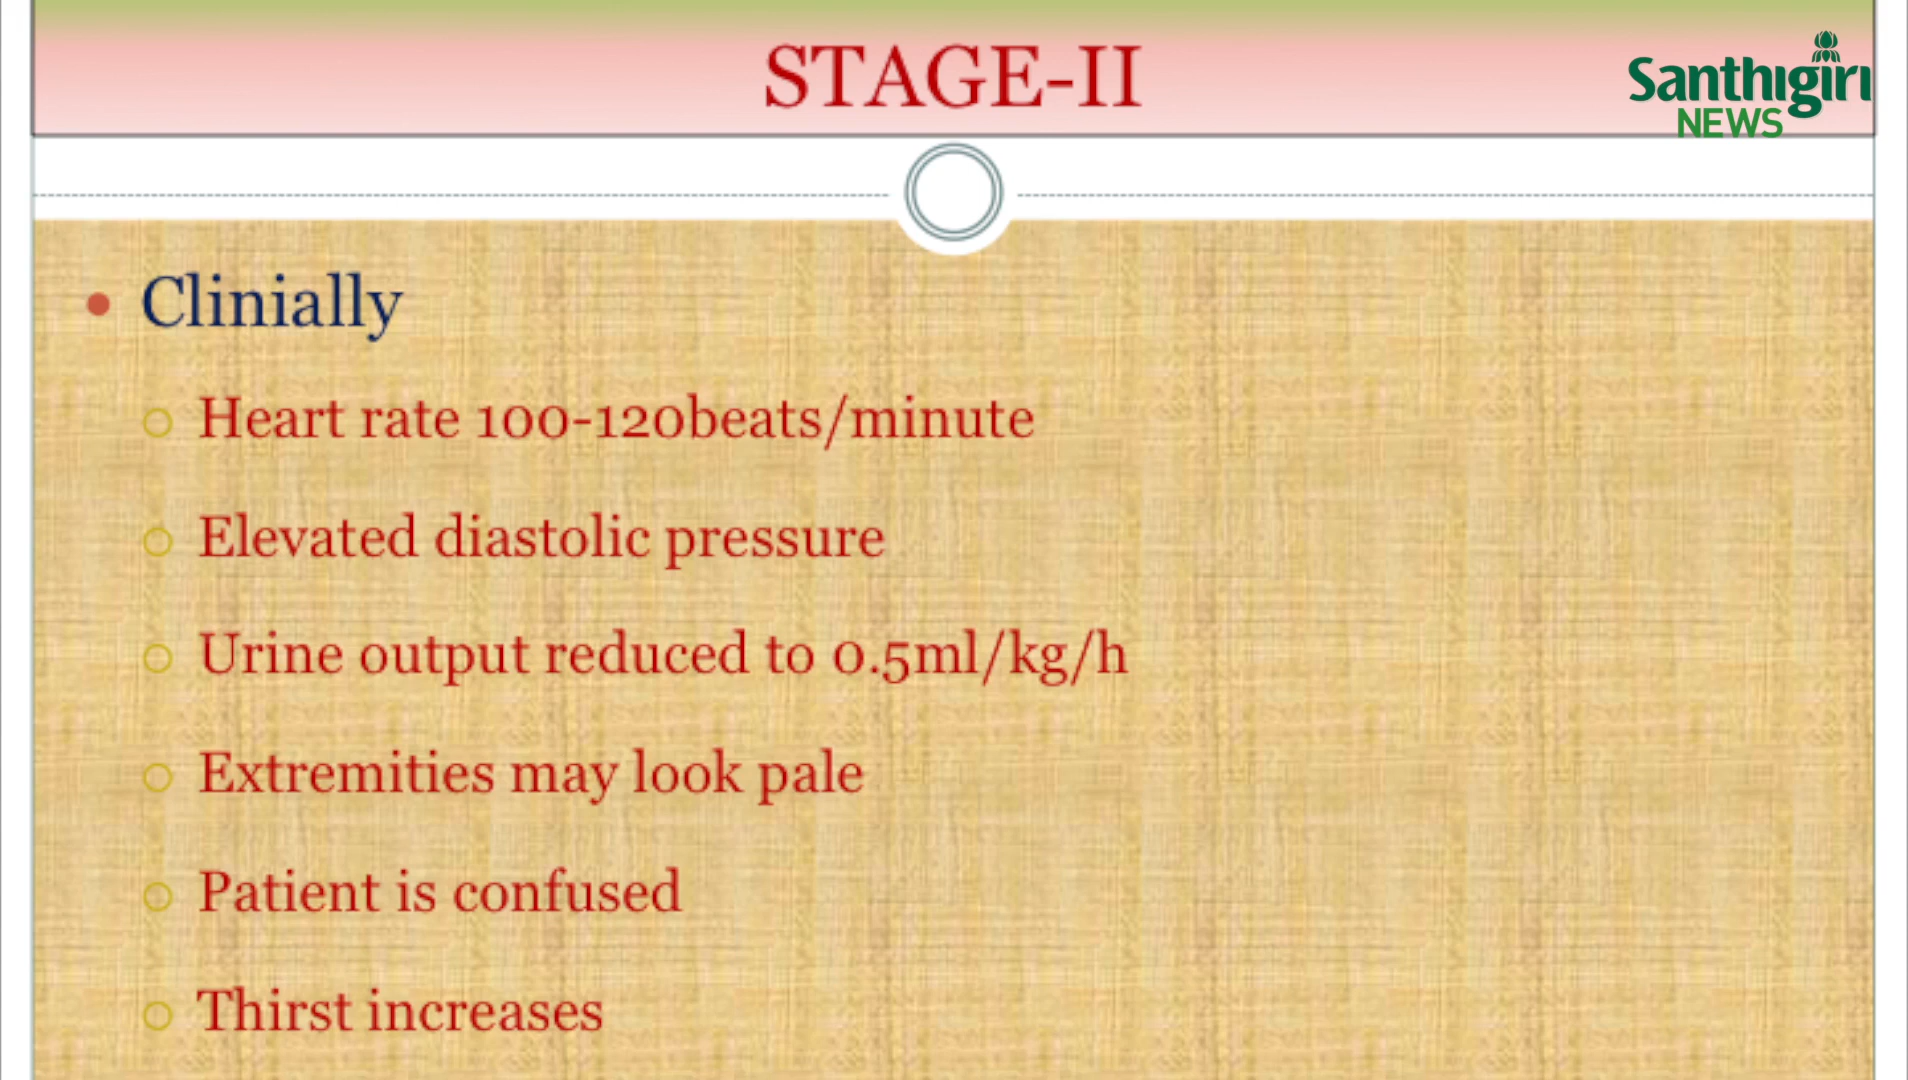 STAGE-II
Santhigiri
NEWS
Clinially
Heart rate 100-120beats/minute
Elevated diastolic pressure
Urine output reduced to 0.5ml/kg/h
Extremities may look pale
Patient is confused
Thirst increases